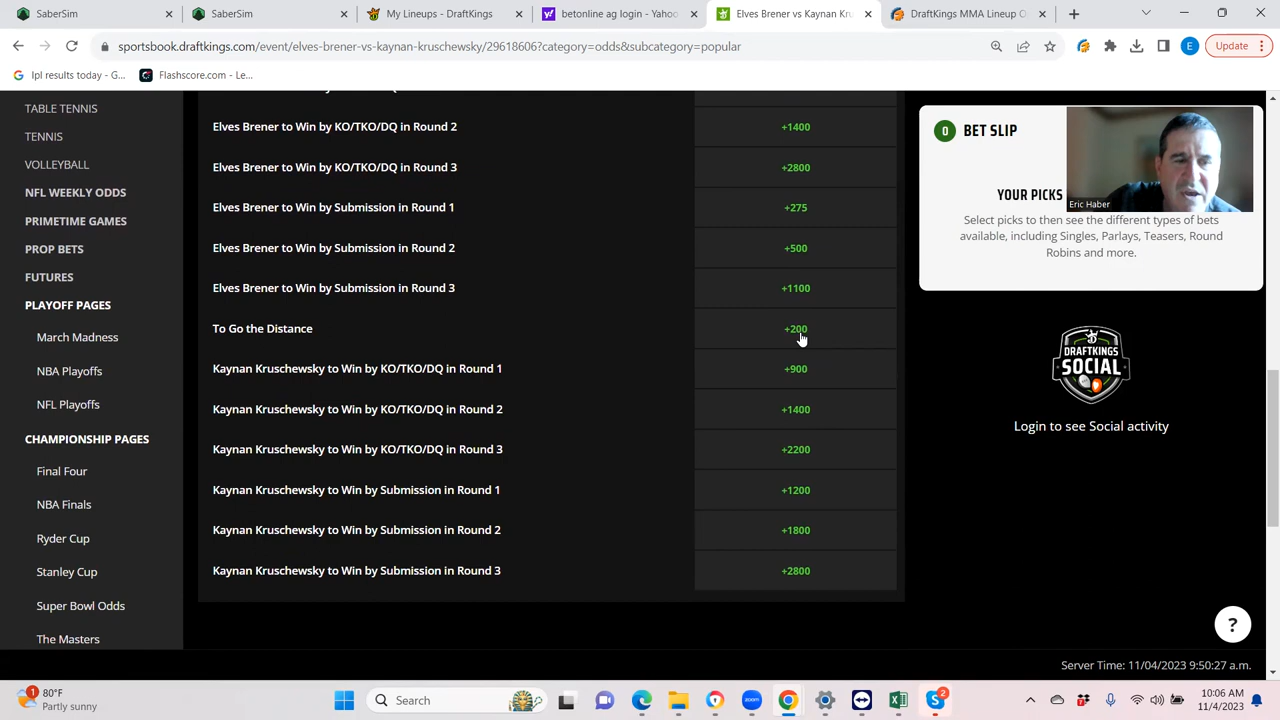 SaberSim
SaberSim
My Lineups - DraftKings
betonline ag login - Yahoo
Elves Brener vs Kaynan Kru
DraftKings MMA Lineup O
sportsbook.draftkings.com/event/elves-brener-vs-kaynan-kruschewsky/29618606?category=odds&subcategory=popular
E
Update
Ipl results today - G...
Flashscore.com - Le...
TABLE TENNIS
TENNIS
VOLLEYBALL
NFL WEEKLY ODDS
PRIMETIME GAMES
PROP BETS
FUTURES
PLAYOFF PAGES
March Madness
NBA Playoffs
NFL Playoffs
CHAMPIONSHIP PAGES
Final Four
NBA Finals
Ryder Cup
Stanley Cup
Super Bowl Odds
The Masters
Elves Brener to Win by KO/TKO/DQ in Round 2 +1400
Elves Brener to Win by KO/TKO/DQ in Round 3 +2800
Elves Brener to Win by Submission in Round 1 +275
Elves Brener to Win by Submission in Round 2 +500
Elves Brener to Win by Submission in Round 3 +1100
To Go the Distance +200
Kaynan Kruschewsky to Win by KO/TKO/DQ in Round 1 +900
Kaynan Kruschewsky to Win by KO/TKO/DQ in Round 2 +1400
Kaynan Kruschewsky to Win by KO/TKO/DQ in Round 3 +2200
Kaynan Kruschewsky to Win by Submission in Round 1 +1200
Kaynan Kruschewsky to Win by Submission in Round 2 +1800
Kaynan Kruschewsky to Win by Submission in Round 3 +2800
0 BET SLIP
YOUR PICKS
Eric Haber
Select picks to then see the different types of bets
available, including Singles, Parlays, Teasers, Round
Robins and more.
DRAFTKINGS
SOCIAL
Login to see Social activity
?
Server Time: 11/04/2023 9:50:27 a.m.
1
80°F
Partly sunny
Search
zoom
2
10:06 AM
11/4/2023